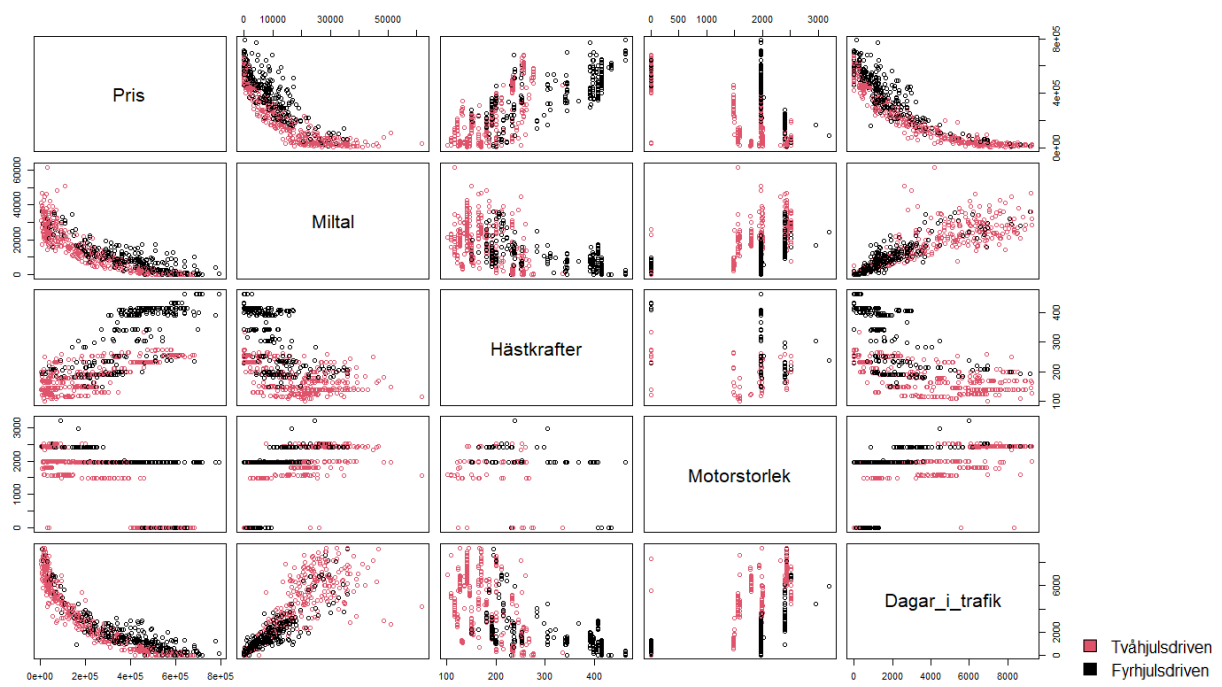 0 10000 30000 50000
0 500 1000 2000 3000
Pris
0e+00 4e+05 8e+05
0 20000 40000 60000
Miltal
Hästkrafter
100 200 300 400
0 1000 2000 3000
Motorstorlek
Dagar_i_trafik
0 2000 6000
0e+00 2e+05 4e+05 6e+05 8e+05
100 200 300 400
0 2000 4000 6000 8000
Tvåhjulsdriven
Fyrhjulsdriven